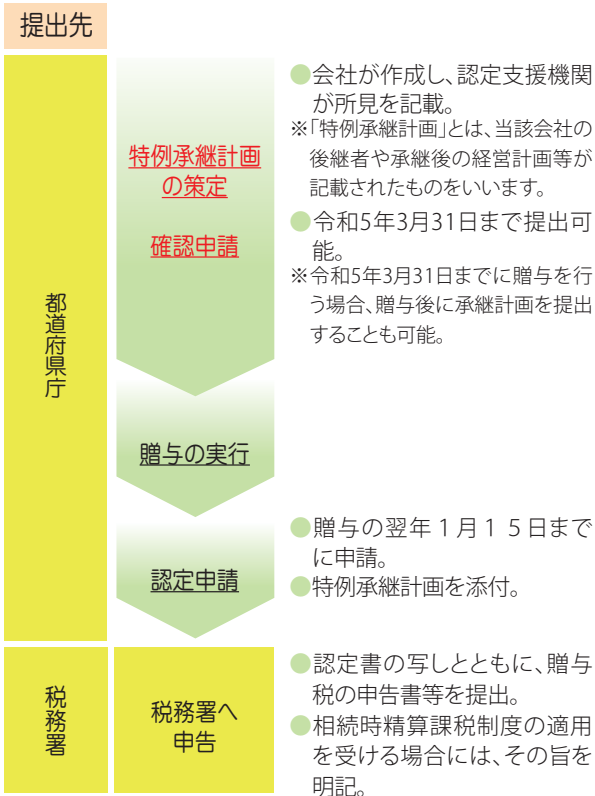 提出先
都道府県庁
特例承継計画
の策定
確認申請
●会社が作成し、認定支援機関
が所見を記載。
※「特例承継計画」とは、当該会社の
後継者や承継後の経営計画等が
記載されたものをいいます。
●令和5年3月31日まで提出可
能。
※令和5年3月31日までに贈与を行
う場合、贈与後に承継計画を提出
することも可能。
贈与の実行
認定申請
●贈与の翌年１月１５日まで
に申請。
●特例承継計画を添付。
税務署
税務署へ
申告
●認定書の写しとともに、贈与
税の申告書等を提出。
●相続時精算課税制度の適用
を受ける場合には、その旨を
明記。